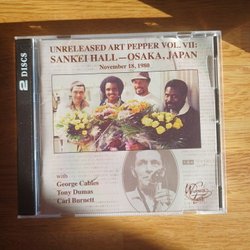 2 DISCS
UNRELEASED ART PEPPER VOL. VII:
SANKEI HALL—OSAKA, JAPAN
November 18, 1980
with
George Cables
Tony Dumas
Carl Burnett